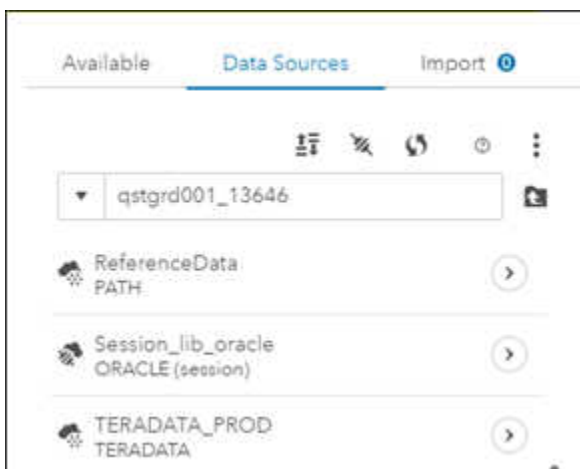 Available Data Sources Import 0
qstgrd001_13646
ReferenceData
PATH
Session_lib_oracle
ORACLE (session)
TERADATA_PROD
TERADATA